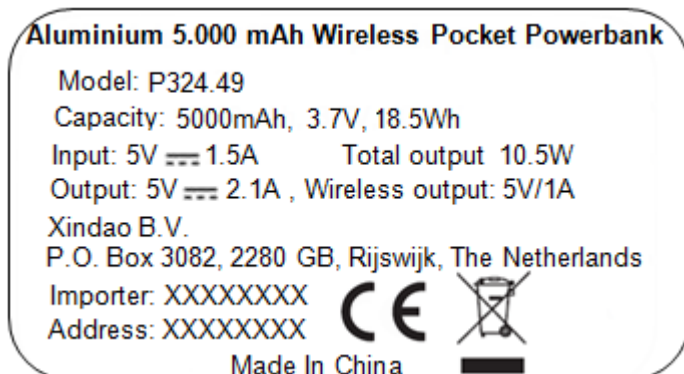 Aluminium 5.000 mAh Wireless Pocket Powerbank
Model: P324.49
Capacity: 5000mAh, 3.7V, 18.5Wh
Input: 5V ⎓ 1.5A Total output 10.5W
Output: 5V ⎓ 2.1A , Wireless output: 5V/1A
Xindao B.V.
P.O. Box 3082, 2280 GB, Rijswijk, The Netherlands
Importer: XXXXXXXX
Address: XXXXXXXX
CE
Made In China